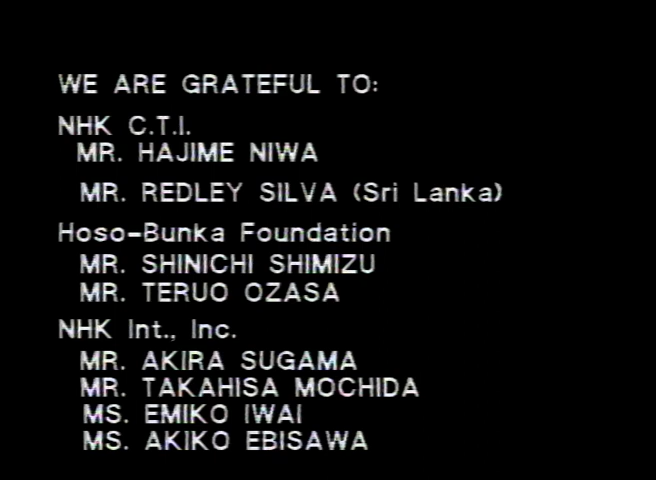 WE ARE GRATEFUL TO:
NHK C.T.I.
MR. HAJIME NIWA
MR. REDLEY SILVA (Sri Lanka)
Hoso-Bunka Foundation
MR. SHINICHI SHIMIZU
MR. TERUO OZASA
NHK Int., Inc.
MR. AKIRA SUGAMA
MR. TAKAHISA MOCHIDA
MS. EMIKO IWAI
MS. AKIKO EBISAWA